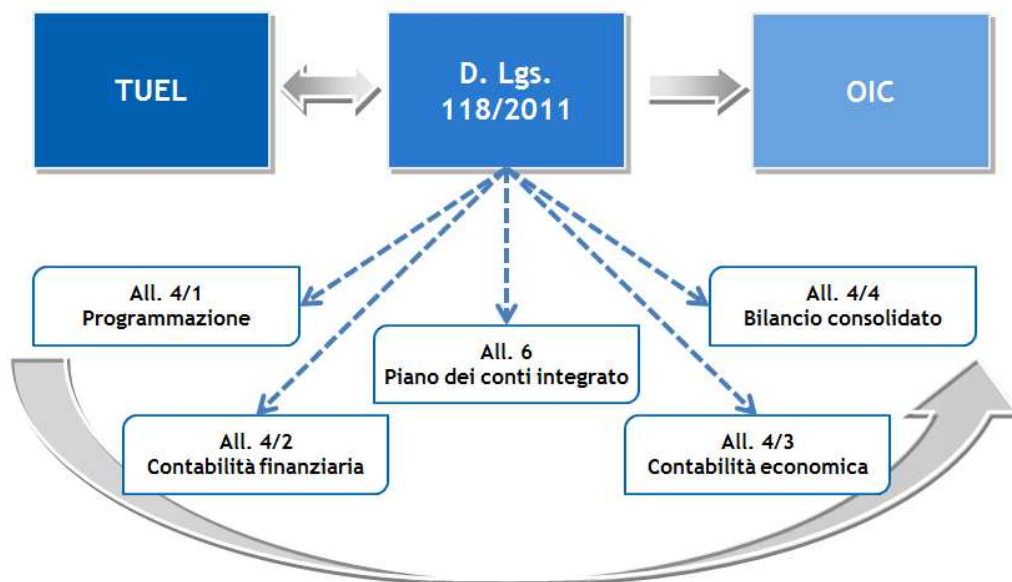 TUEL
D. Lgs.
118/2011
OIC
All. 4/1
Programmazione
All. 4/4
Bilancio consolidato
All. 6
Piano dei conti integrato
All. 4/2
Contabilità finanziaria
All. 4/3
Contabilità economica